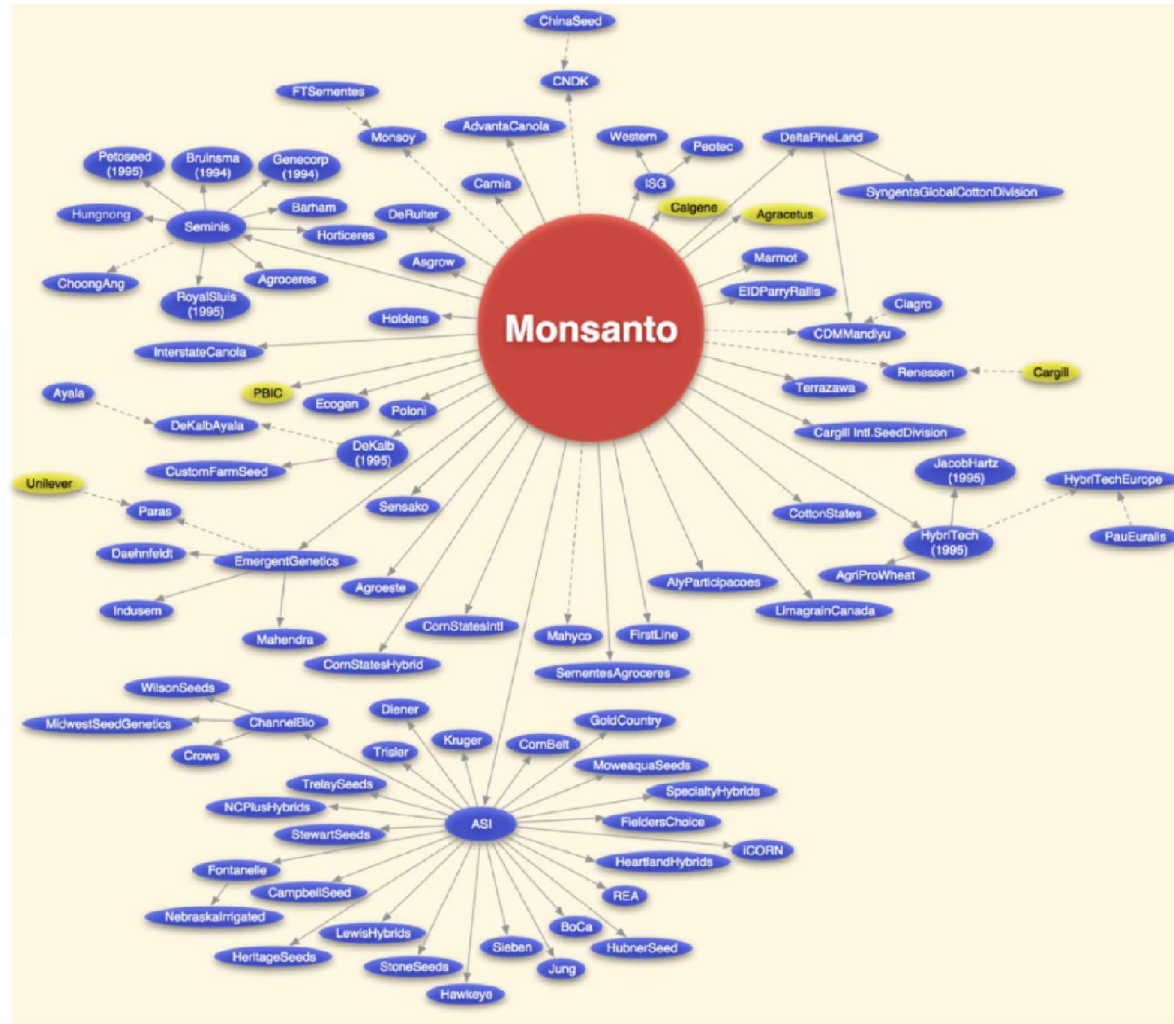 ChinaSeed
CNDK
FTSementes
Monsoy
AdvantaCanola
Western
Peotec
DeltaPineLand
Petoseed
(1995)
Bruinsma
(1994)
Genecorp
(1994)
Carnia
ISG
SyngentaGlobalCottonDivision
Hungnong
Seminis
Barham
Horticeres
DeRuiter
Calgene
Agracetus
ChoongAng
RoyalSluis
(1995)
Agroceres
Asgrow
Marmot
EIDParryRallis
Ciagro
Holdens
Monsanto
CDMMandiyu
InterstateCanola
Renessen
Cargill
Ayala
PBIC
Ecogen
Poloni
Terrazawa
DeKalbAyala
DeKalb
(1995)
Cargill Intl.SeedDivision
CustomFarmSeed
JacobHartz
(1995)
HybriTechEurope
Unilever
Paras
Sensako
CottonStates
HybriTech
(1995)
PauEuralis
Daehnfeldt
EmergentGenetics
Agroeste
AlyParticipacoes
AgriProWheat
Indusem
Mahendra
CornStatesIntl
Mahyco
FirstLine
LimagrainCanada
CornStatesHybrid
SementesAgroceres
WilsonSeeds
MidwestSeedGenetics
ChannelBio
Crows
Diener
Trisler
Kruger
CornBelt
GoldCountry
MoweaquaSeeds
TrelaySeeds
SpecialtyHybrids
NCPlusHybrids
StewartSeeds
ASI
FieldersChoice
iCORN
HeartlandHybrids
Fontanelle
CampbellSeed
REA
NebraskaIrrigated
LewisHybrids
BoCa
HeritageSeeds
StoneSeeds
Sieben
HubnerSeed
Jung
Hawkeye